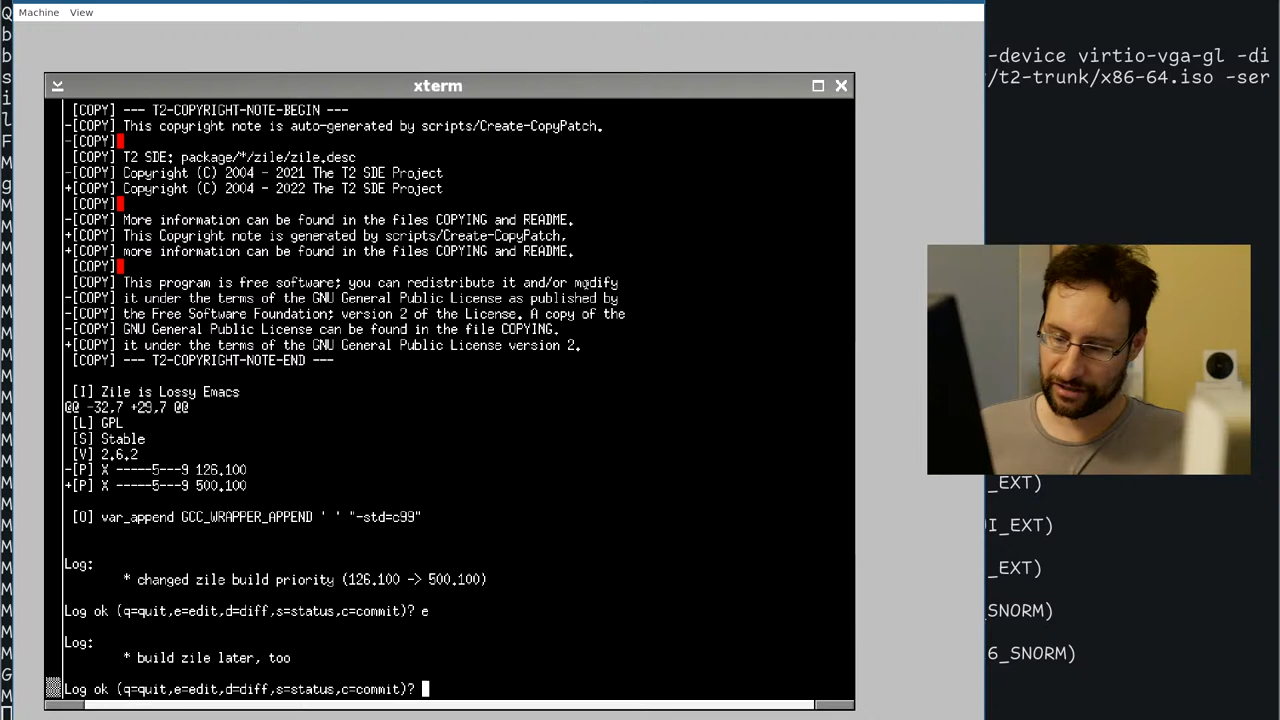 Machine View
-device virtio-vga-gl -di
/t2-trunk/x86-64.iso -ser
xterm
[COPY] --- T2-COPYRIGHT-NOTE-BEGIN ---
-[COPY] This copyright note is auto-generated by scripts/Create-CopyPatch.
-[COPY]
[COPY] T2 SDE: package/*/zile/zile.desc
-[COPY] Copyright (C) 2004 - 2021 The T2 SDE Project
+[COPY] Copyright (C) 2004 - 2022 The T2 SDE Project
[COPY]
-[COPY] More information can be found in the files COPYING and README.
+[COPY] This Copyright note is generated by scripts/Create-CopyPatch,
+[COPY] more information can be found in the files COPYING and README.
[COPY]
[COPY] This program is free software; you can redistribute it and/or modify
-[COPY] it under the terms of the GNU General Public License as published by
-[COPY] the Free Software Foundation; version 2 of the License. A copy of the
-[COPY] GNU General Public License can be found in the file COPYING.
+[COPY] it under the terms of the GNU General Public License version 2.
[COPY] --- T2-COPYRIGHT-NOTE-END ---
[I] Zile is Lossy Emacs
@@ -32,7 +29,7 @@
[L] GPL
[S] Stable
[V] 2.6.2
-[P] X -----5---9 126.100
+[P] X -----5---9 500.100
[O] var_append GCC_WRAPPER_APPEND ' ' "-std=c99"
Log:
* changed zile build priority (126.100 -> 500.100)
Log ok (q=quit,e=edit,d=diff,s=status,c=commit)? e
Log:
* build zile later, too
Log ok (q=quit,e=edit,d=diff,s=status,c=commit)?
_EXT)
I_EXT)
_EXT)
SNORM)
6_SNORM)